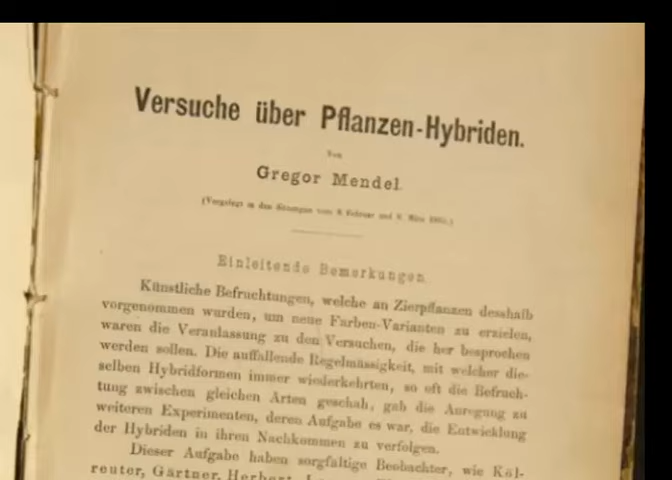 Versuche über Pflanzen-Hybriden.
Von
Gregor Mendel.
(Vorgelegt in den Sitzungen vom 8. Februar und 8. März 1865.)
Einleitende Bemerkungen.
Künstliche Befruchtungen, welche an Zierpflanzen desshalb
vorgenommen wurden, um neue Farben-Varianten zu erzielen,
waren die Veranlassung zu den Versuchen, die her besprochen
werden sollen. Die auffallende Regelmässigkeit, mit welcher die-
selben Hybridformen immer wiederkehrten, so oft die Befruch-
tung zwischen gleichen Arten geschah, gab die Anregung zu
weiteren Experimenten, deren Aufgabe es war, die Entwicklung
der Hybriden in ihren Nachkommen zu verfolgen.
Dieser Aufgabe haben sorgfältige Beobachter, wie Köl-
reuter, Gärtner, Herbert,